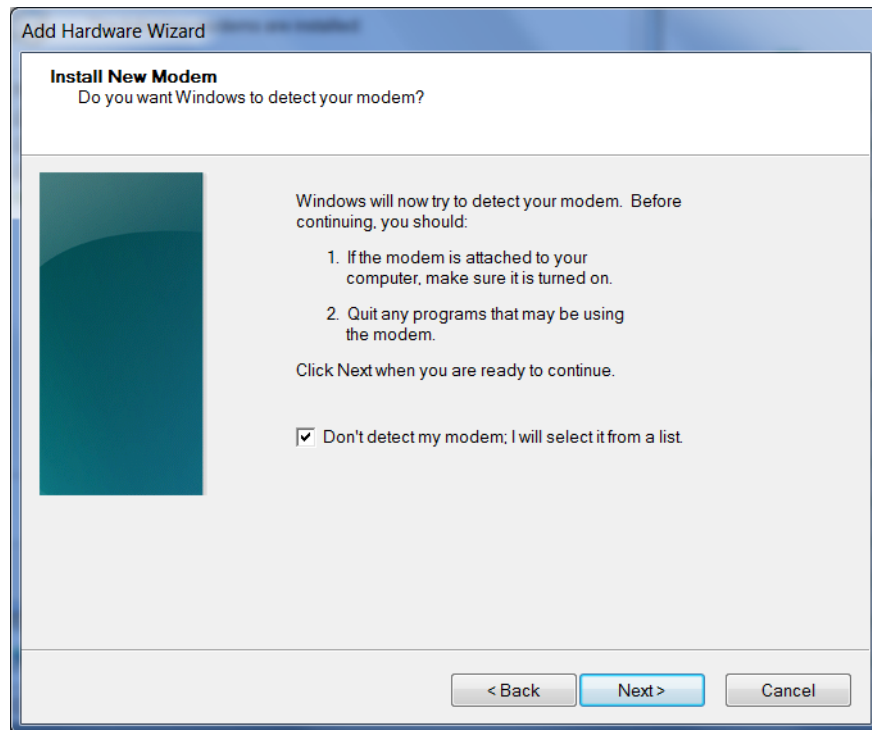 Add Hardware Wizard
Install New Modem
Do you want Windows to detect your modem?
Windows will now try to detect your modem. Before
continuing, you should:
1. If the modem is attached to your
computer, make sure it is turned on.
2. Quit any programs that may be using
the modem.
Click Next when you are ready to continue.
Don't detect my modem; I will select it from a list.
< Back
Next >
Cancel